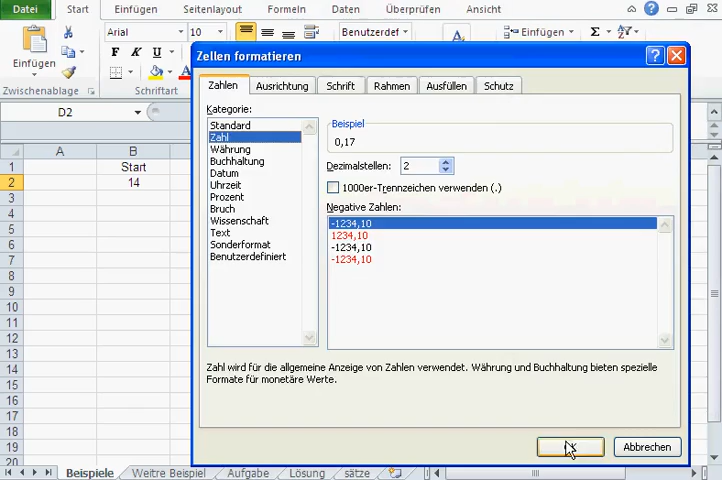 Datei Start Einfügen Seitenlayout Formeln Daten Überprüfen Ansicht
Arial 10 Benutzerdef Einfügen Σ
Einfügen F K U
Zwischenablage Schriftart
D2
A B
1 Start
2 14
3
4
5
6
7
8
9
10
11
12
13
14
15
16
17
18
19
20
Beispiele Weitre Beispiel Aufgabe Lösung sätze
Zellen formatieren
Zahlen Ausrichtung Schrift Rahmen Ausfüllen Schutz
Kategorie:
Standard
Zahl
Währung
Buchhaltung
Datum
Uhrzeit
Prozent
Bruch
Wissenschaft
Text
Sonderformat
Benutzerdefiniert
Beispiel
0,17
Dezimalstellen: 2
1000er-Trennzeichen verwenden (.)
Negative Zahlen:
-1234,10
1234,10
-1234,10
-1234,10
Zahl wird für die allgemeine Anzeige von Zahlen verwendet. Währung und Buchhaltung bieten spezielle
Formate für monetäre Werte.
Abbrechen